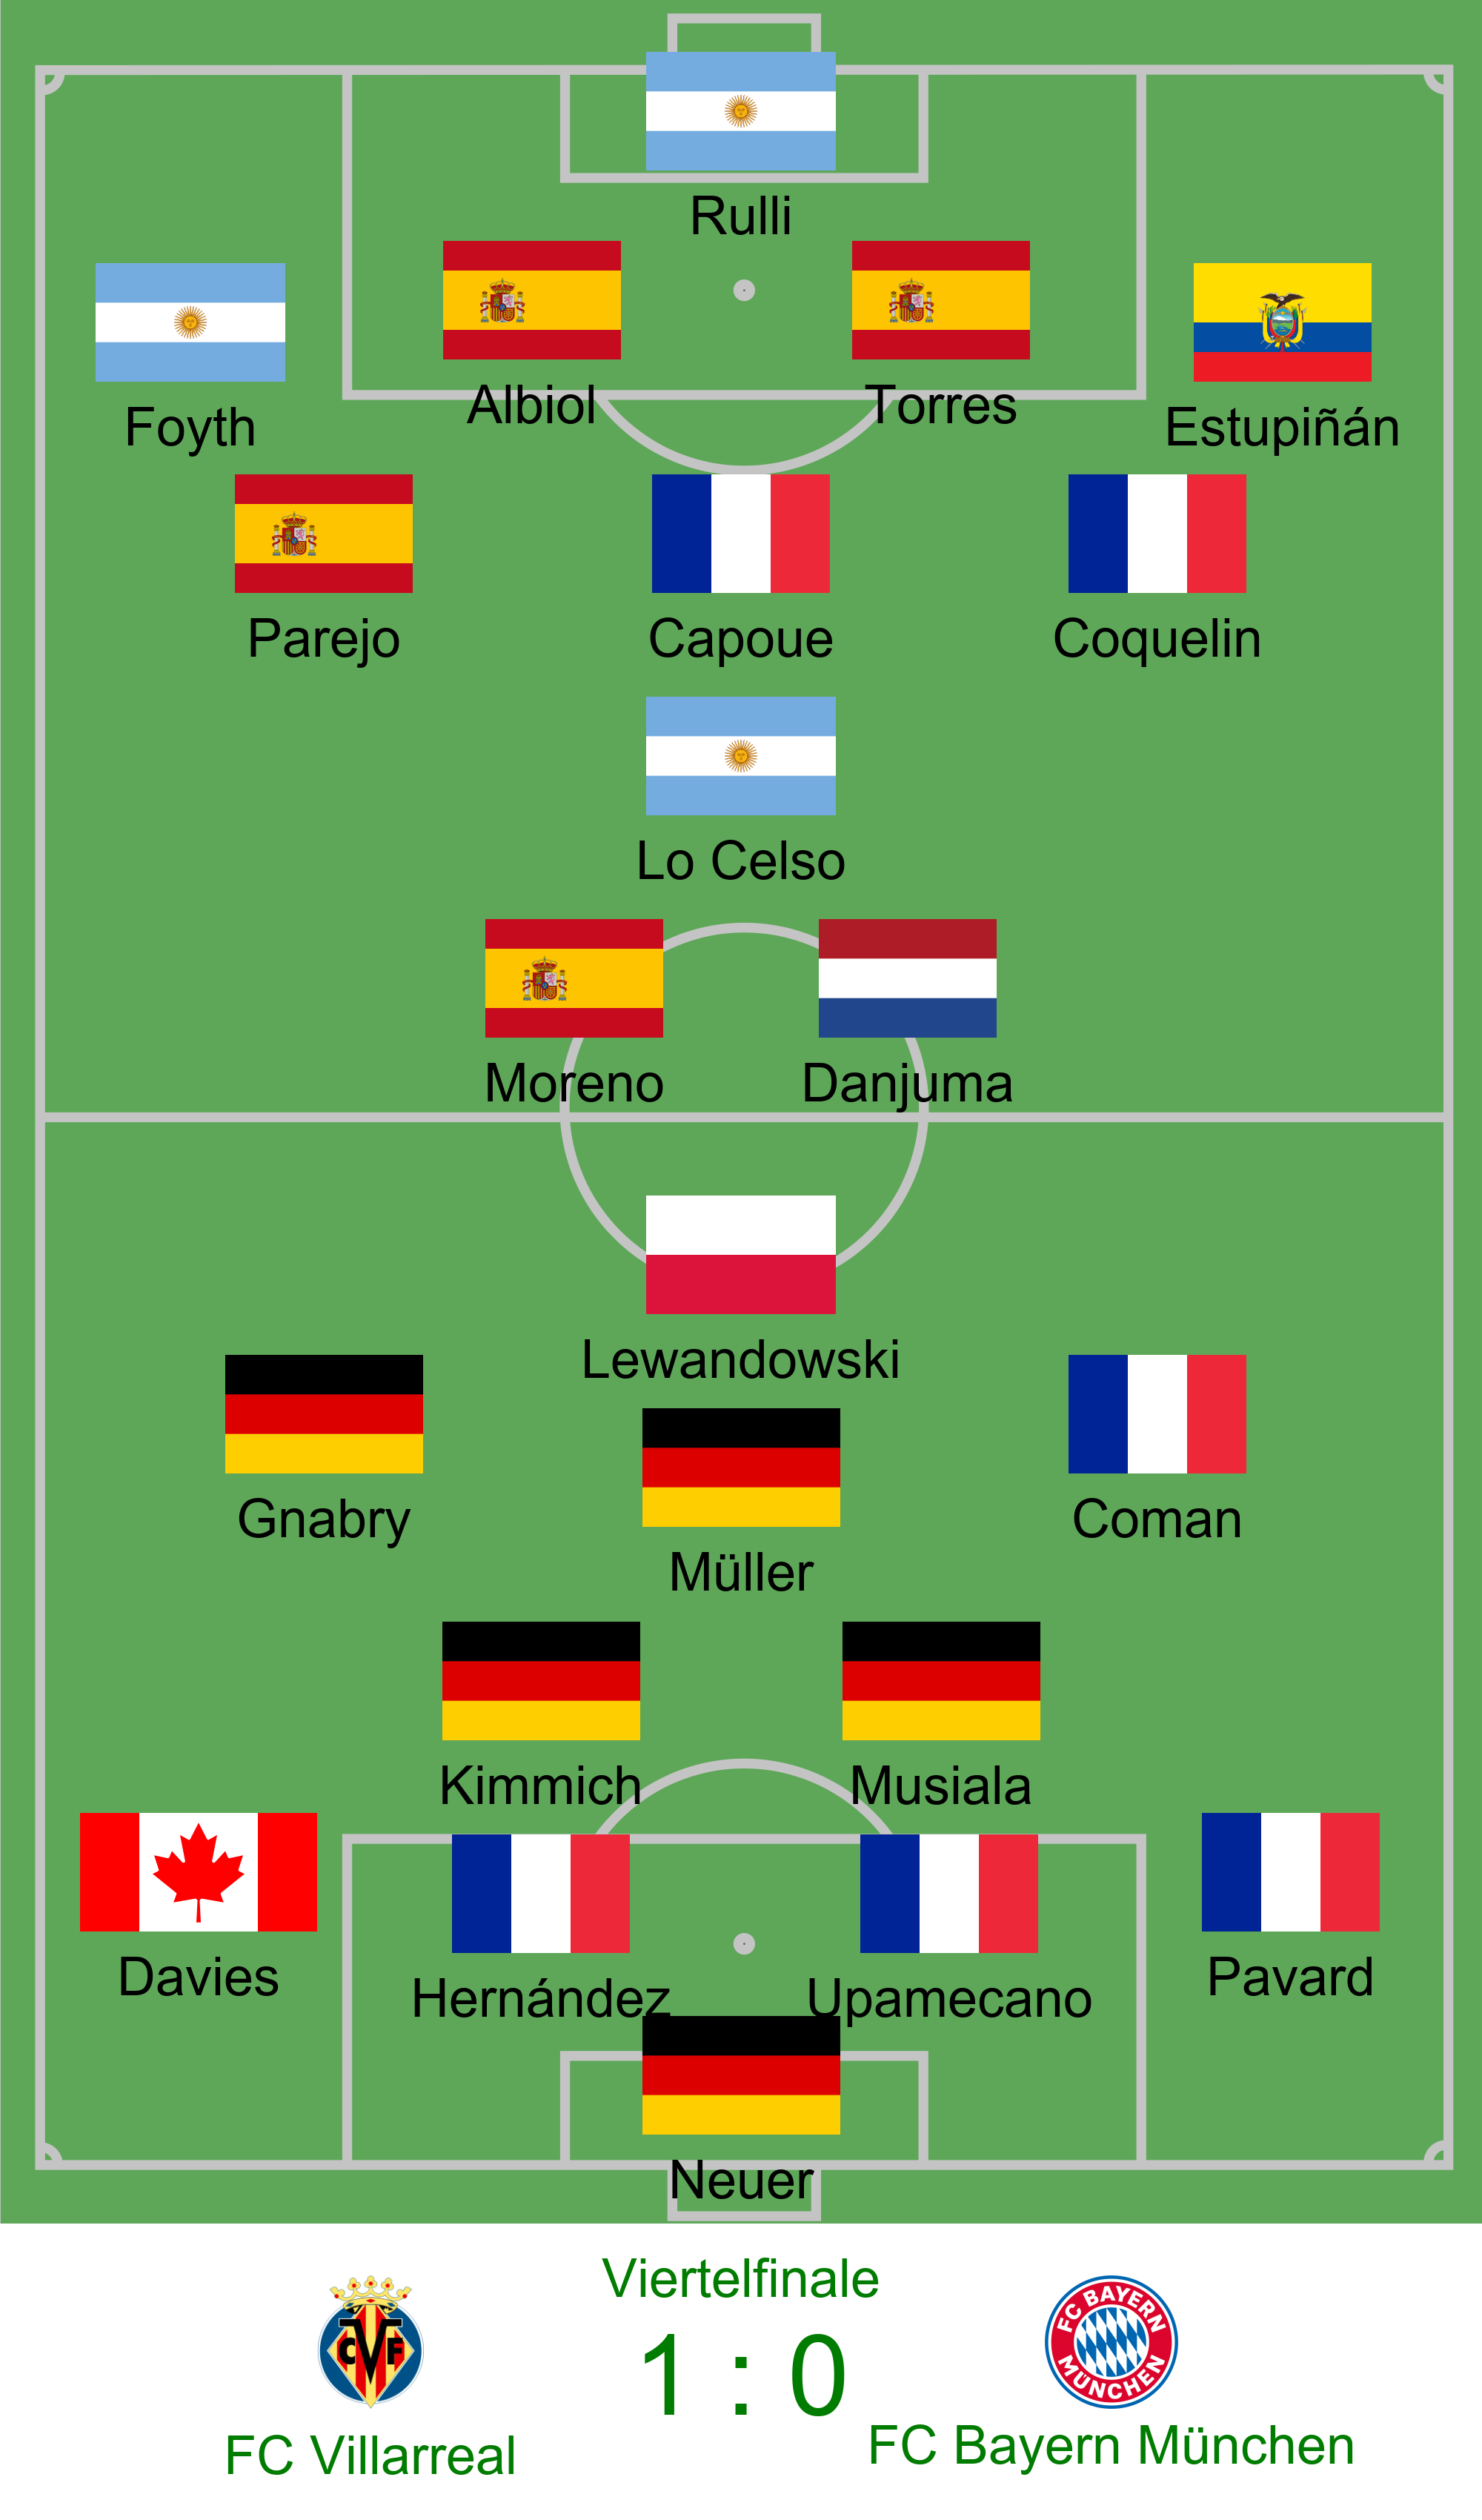 Rulli
Albiol
Torres
Foyth
Estupiñán
Parejo
Capoue
Coquelin
Lo Celso
Moreno
Danjuma
Lewandowski
Gnabry
Coman
Müller
Kimmich
Musiala
Davies
Hernández
Upamecano
Pavard
Neuer
Viertelfinale
1 : 0
CVF
FC BAYERN
MÜNCHEN
FC Villarreal
FC Bayern München